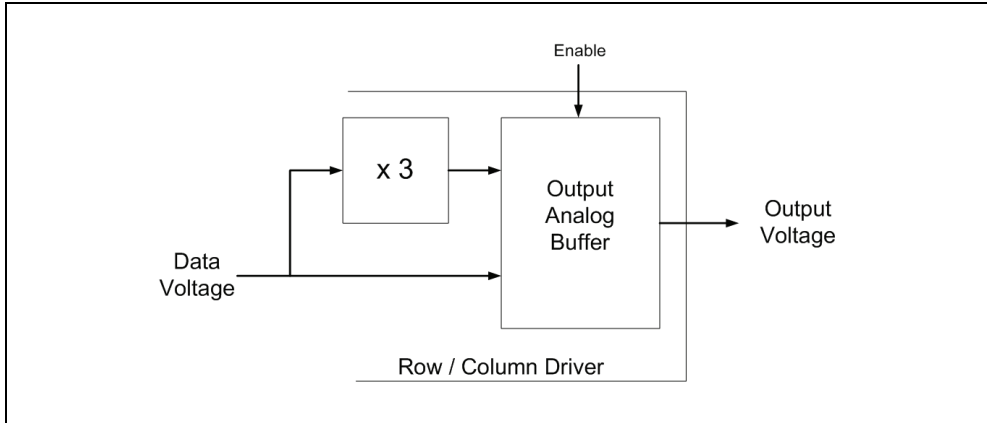 Enable
x 3
Output
Analog
Buffer
Output
Voltage
Data
Voltage
Row / Column Driver